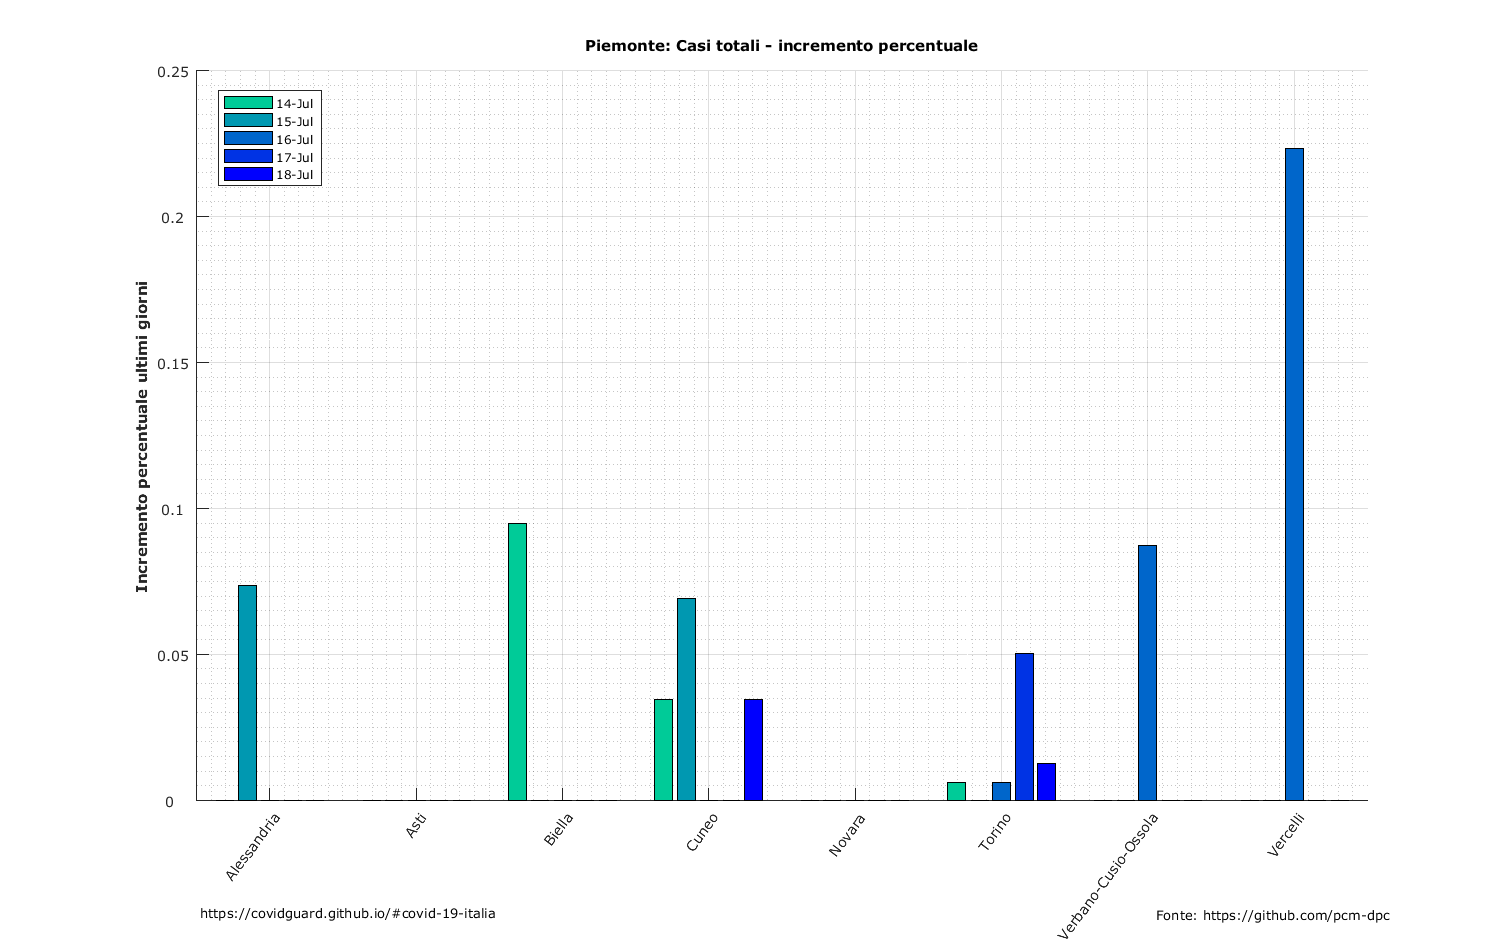 Piemonte: Casi totali - incremento percentuale
0.25
0.2
0.15
0.1
0.05
0
Incremento percentuale ultimi giorni
14-Jul
15-Jul
16-Jul
17-Jul
18-Jul
Alessandria
Asti
Biella
Cuneo
Novara
Torino
Verbano-Cusio-Ossola
Vercelli
https://covidguard.github.io/#covid-19-italia
Fonte: https://github.com/pcm-dpc